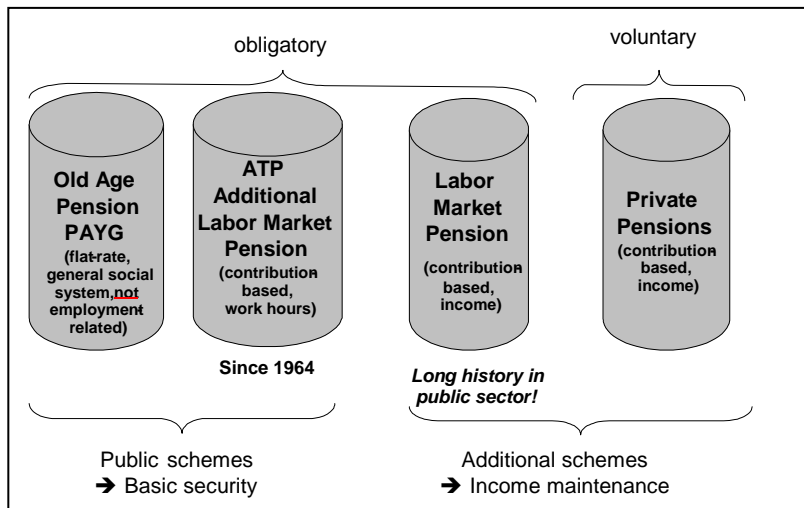 obligatory
voluntary
Old Age
Pension
PAYG
(flat-rate,
general social
system,not
employment-
related)
ATP
Additional
Labor Market
Pension
(contribution-
based,
work hours)
Since 1964
Labor
Market
Pension
(contribution-
based,
income)
Long history in
public sector!
Private
Pensions
(contribution-
based,
income)
Public schemes
➔ Basic security
Additional schemes
➔ Income maintenance